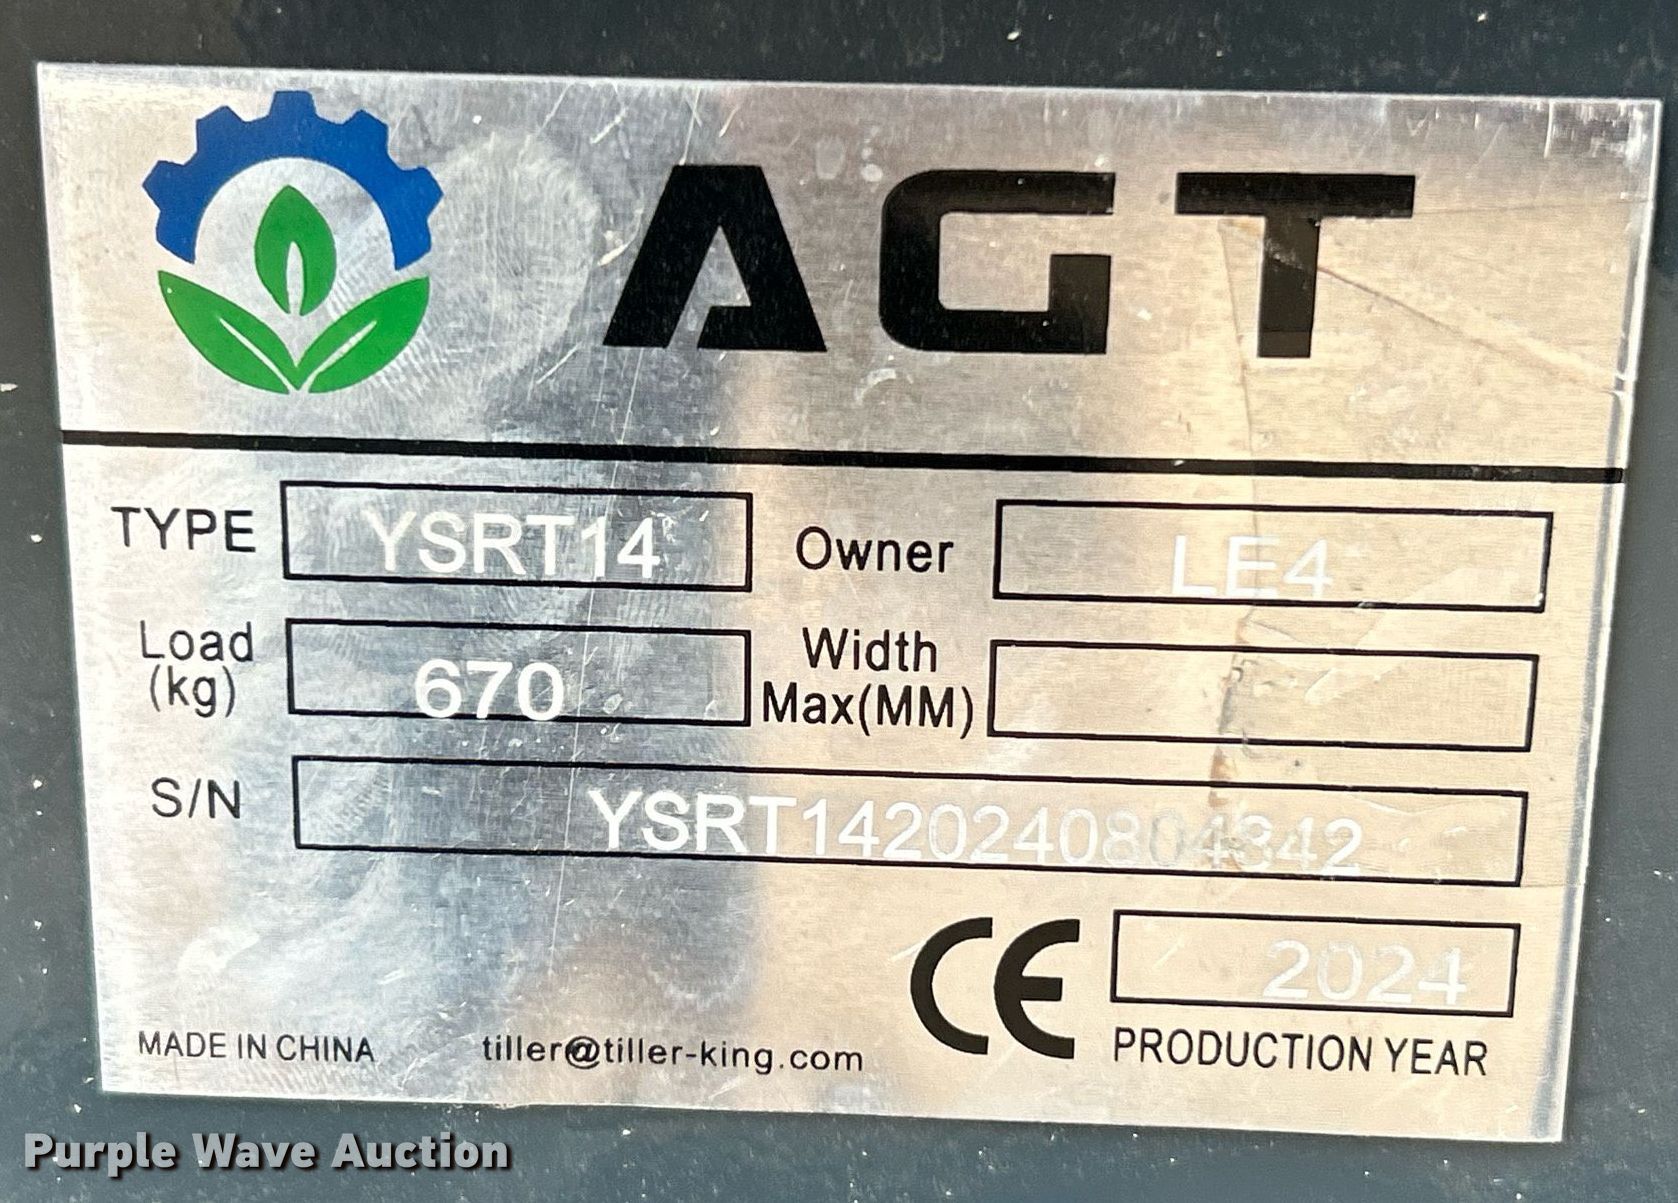 AGT
TYPE YSRT14 Owner LE4
Load (kg) 670 Width Max(MM)
S/N YSRT1420240804842
CE 2024
MADE IN CHINA tiller@tiller-king.com PRODUCTION YEAR
Purple Wave Auction